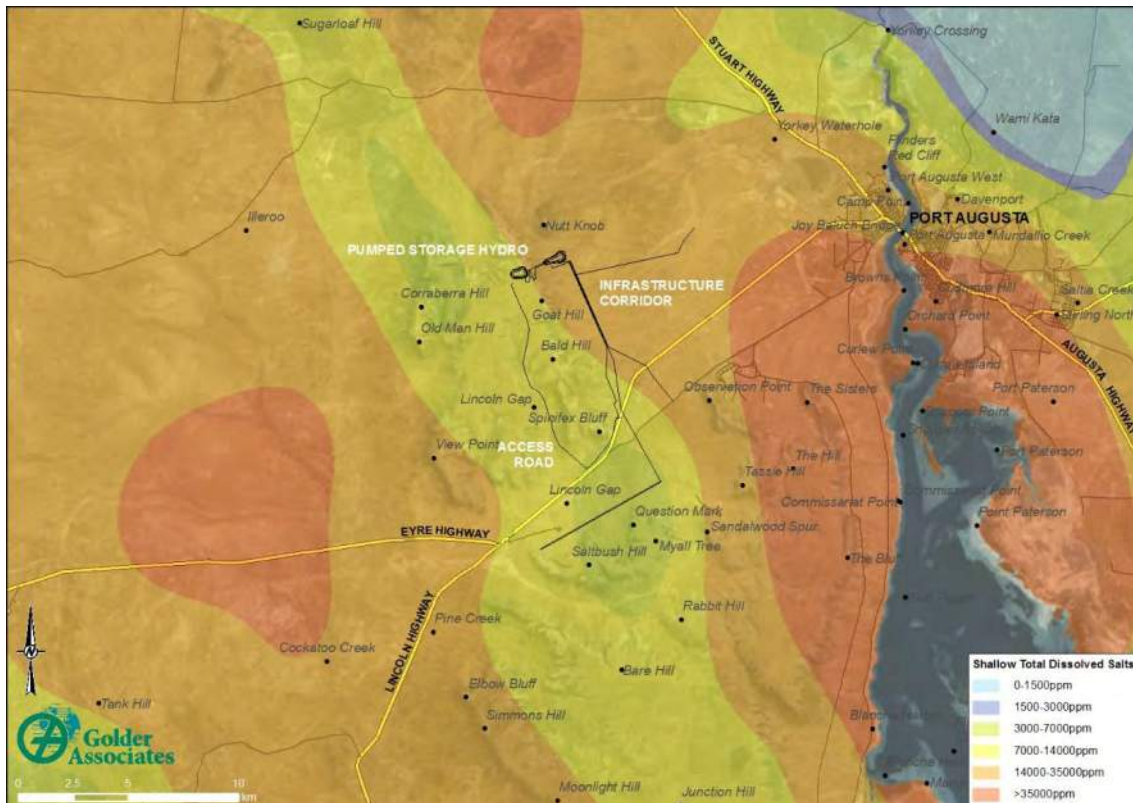 Sugarloaf Hill
Yorkey Crossing
STUART HIGHWAY
Yorkey Waterhole
Wami Kata
Flinders
Red Cliff
Port Augusta West
Illeroo
Nutt Knob
Camp Point
Davenport
PORT AUGUSTA
Joy Baluch Bridge
Port Augusta
Mundallio Creek
PUMPED STORAGE HYDRO
INFRASTRUCTURE
CORRIDOR
Corraberra Hill
Goat Hill
Saltia Creek
Stirling North
Old Man Hill
Orchard Point
Bald Hill
Curlew Point
AUGUSTA HIGHWAY
Observation Point
The Sisters
Port Paterson
Lincoln Gap
Spinifex Bluff
View Point
ACCESS
ROAD
The Hill
Port Paterson
Tassie Hill
Lincoln Gap
Commissariat Point
Commissariat Point
Question Mark
Sandalwood Spur
Point Paterson
EYRE HIGHWAY
Myall Tree
Saltbush Hill
The Bluff
LINCOLN HIGHWAY
Pine Creek
Rabbit Hill
Cockatoo Creek
Bare Hill
Elbow Bluff
Tank Hill
Simmons Hill
Moonlight Hill
Junction Hill
Golder
Associates
0 2.5 5 10
km
Shallow Total Dissolved Salts
0-1500ppm
1500-3000ppm
3000-7000ppm
7000-14000ppm
14000-35000ppm
>35000ppm